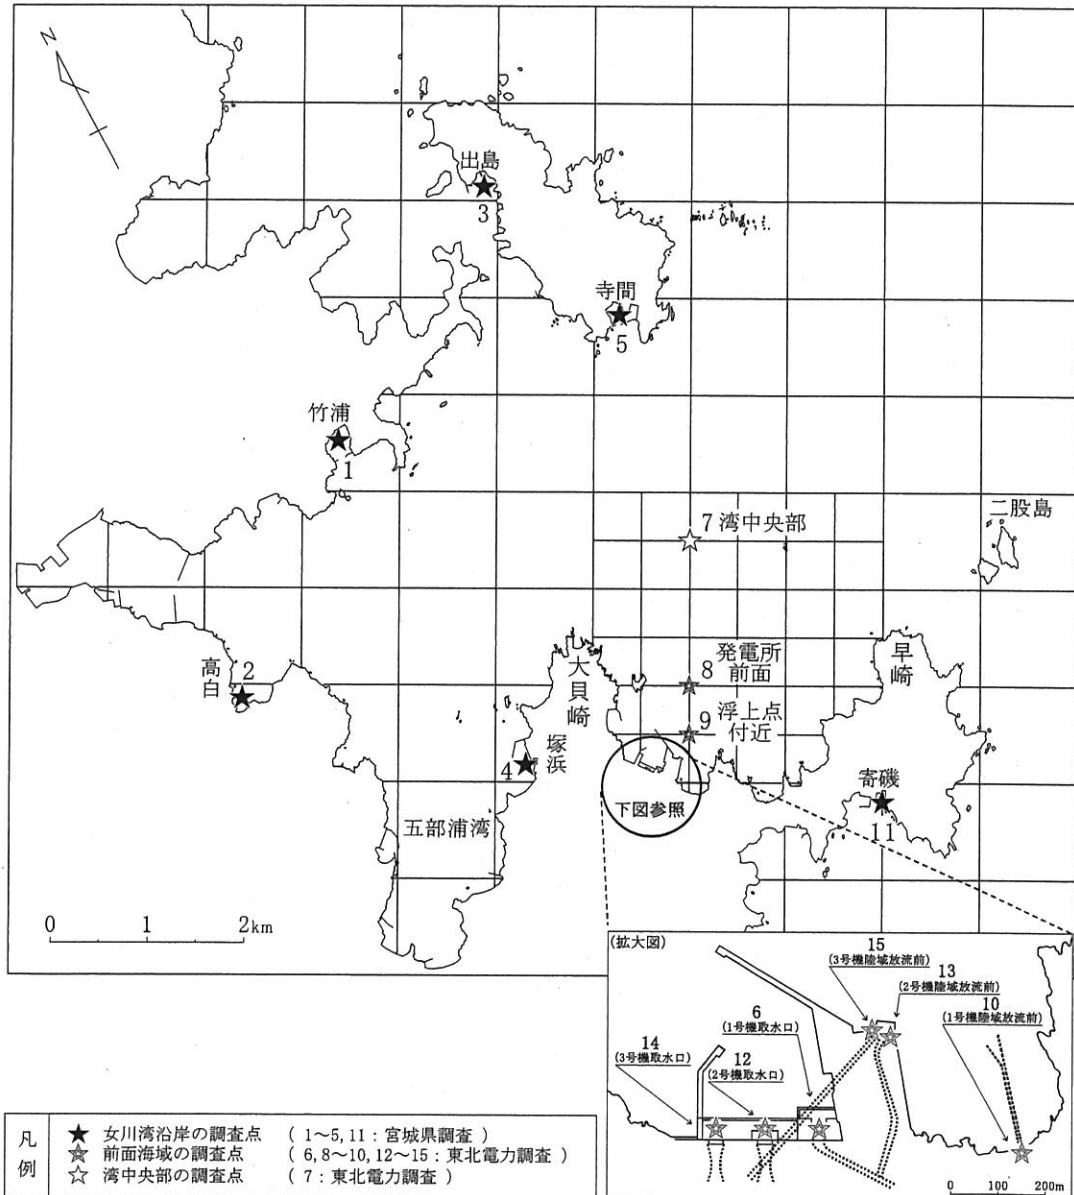 N
出島
3
寺間
5
竹浦
1
二股島
7 湾中央部
高白
2
大貝崎
発電所
前面
8
早崎
9
浮上点
付近
塚浜
4
寄磯
11
下図参照
五部浦湾
0 1 2km
(拡大図)
15
(3号機陸域放流前)
13
(2号機陸域放流前)
10
(1号機陸域放流前)
6
(1号機取水口)
14
(3号機取水口)
12
(2号機取水口)
0 100 200m
凡例
★ 女川湾沿岸の調査点 ( 1~5,11 : 宮城県調査 )
★ 前面海域の調査点 ( 6,8~10,12~15 : 東北電力調査 )
☆ 湾中央部の調査点 ( 7 : 東北電力調査 )